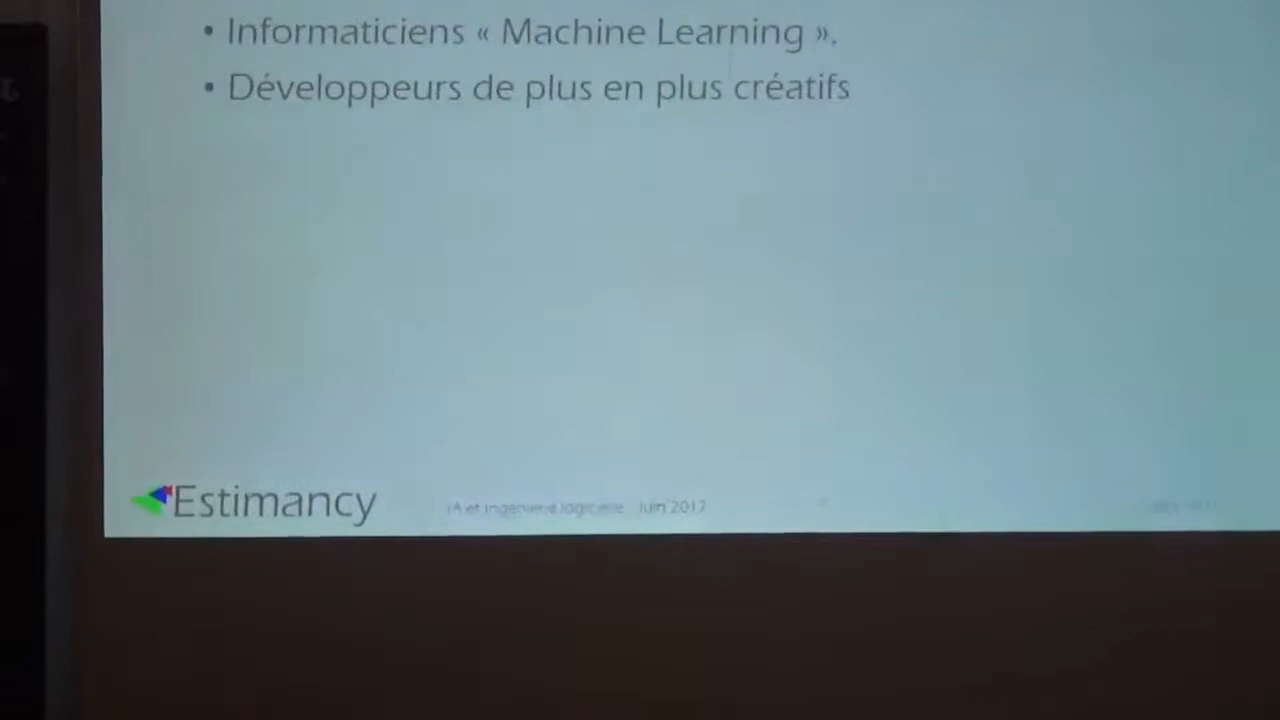 • Informaticiens « Machine Learning ».
• Développeurs de plus en plus créatifs
Estimancy
IA et Ingénierie logicielle Juin 2017